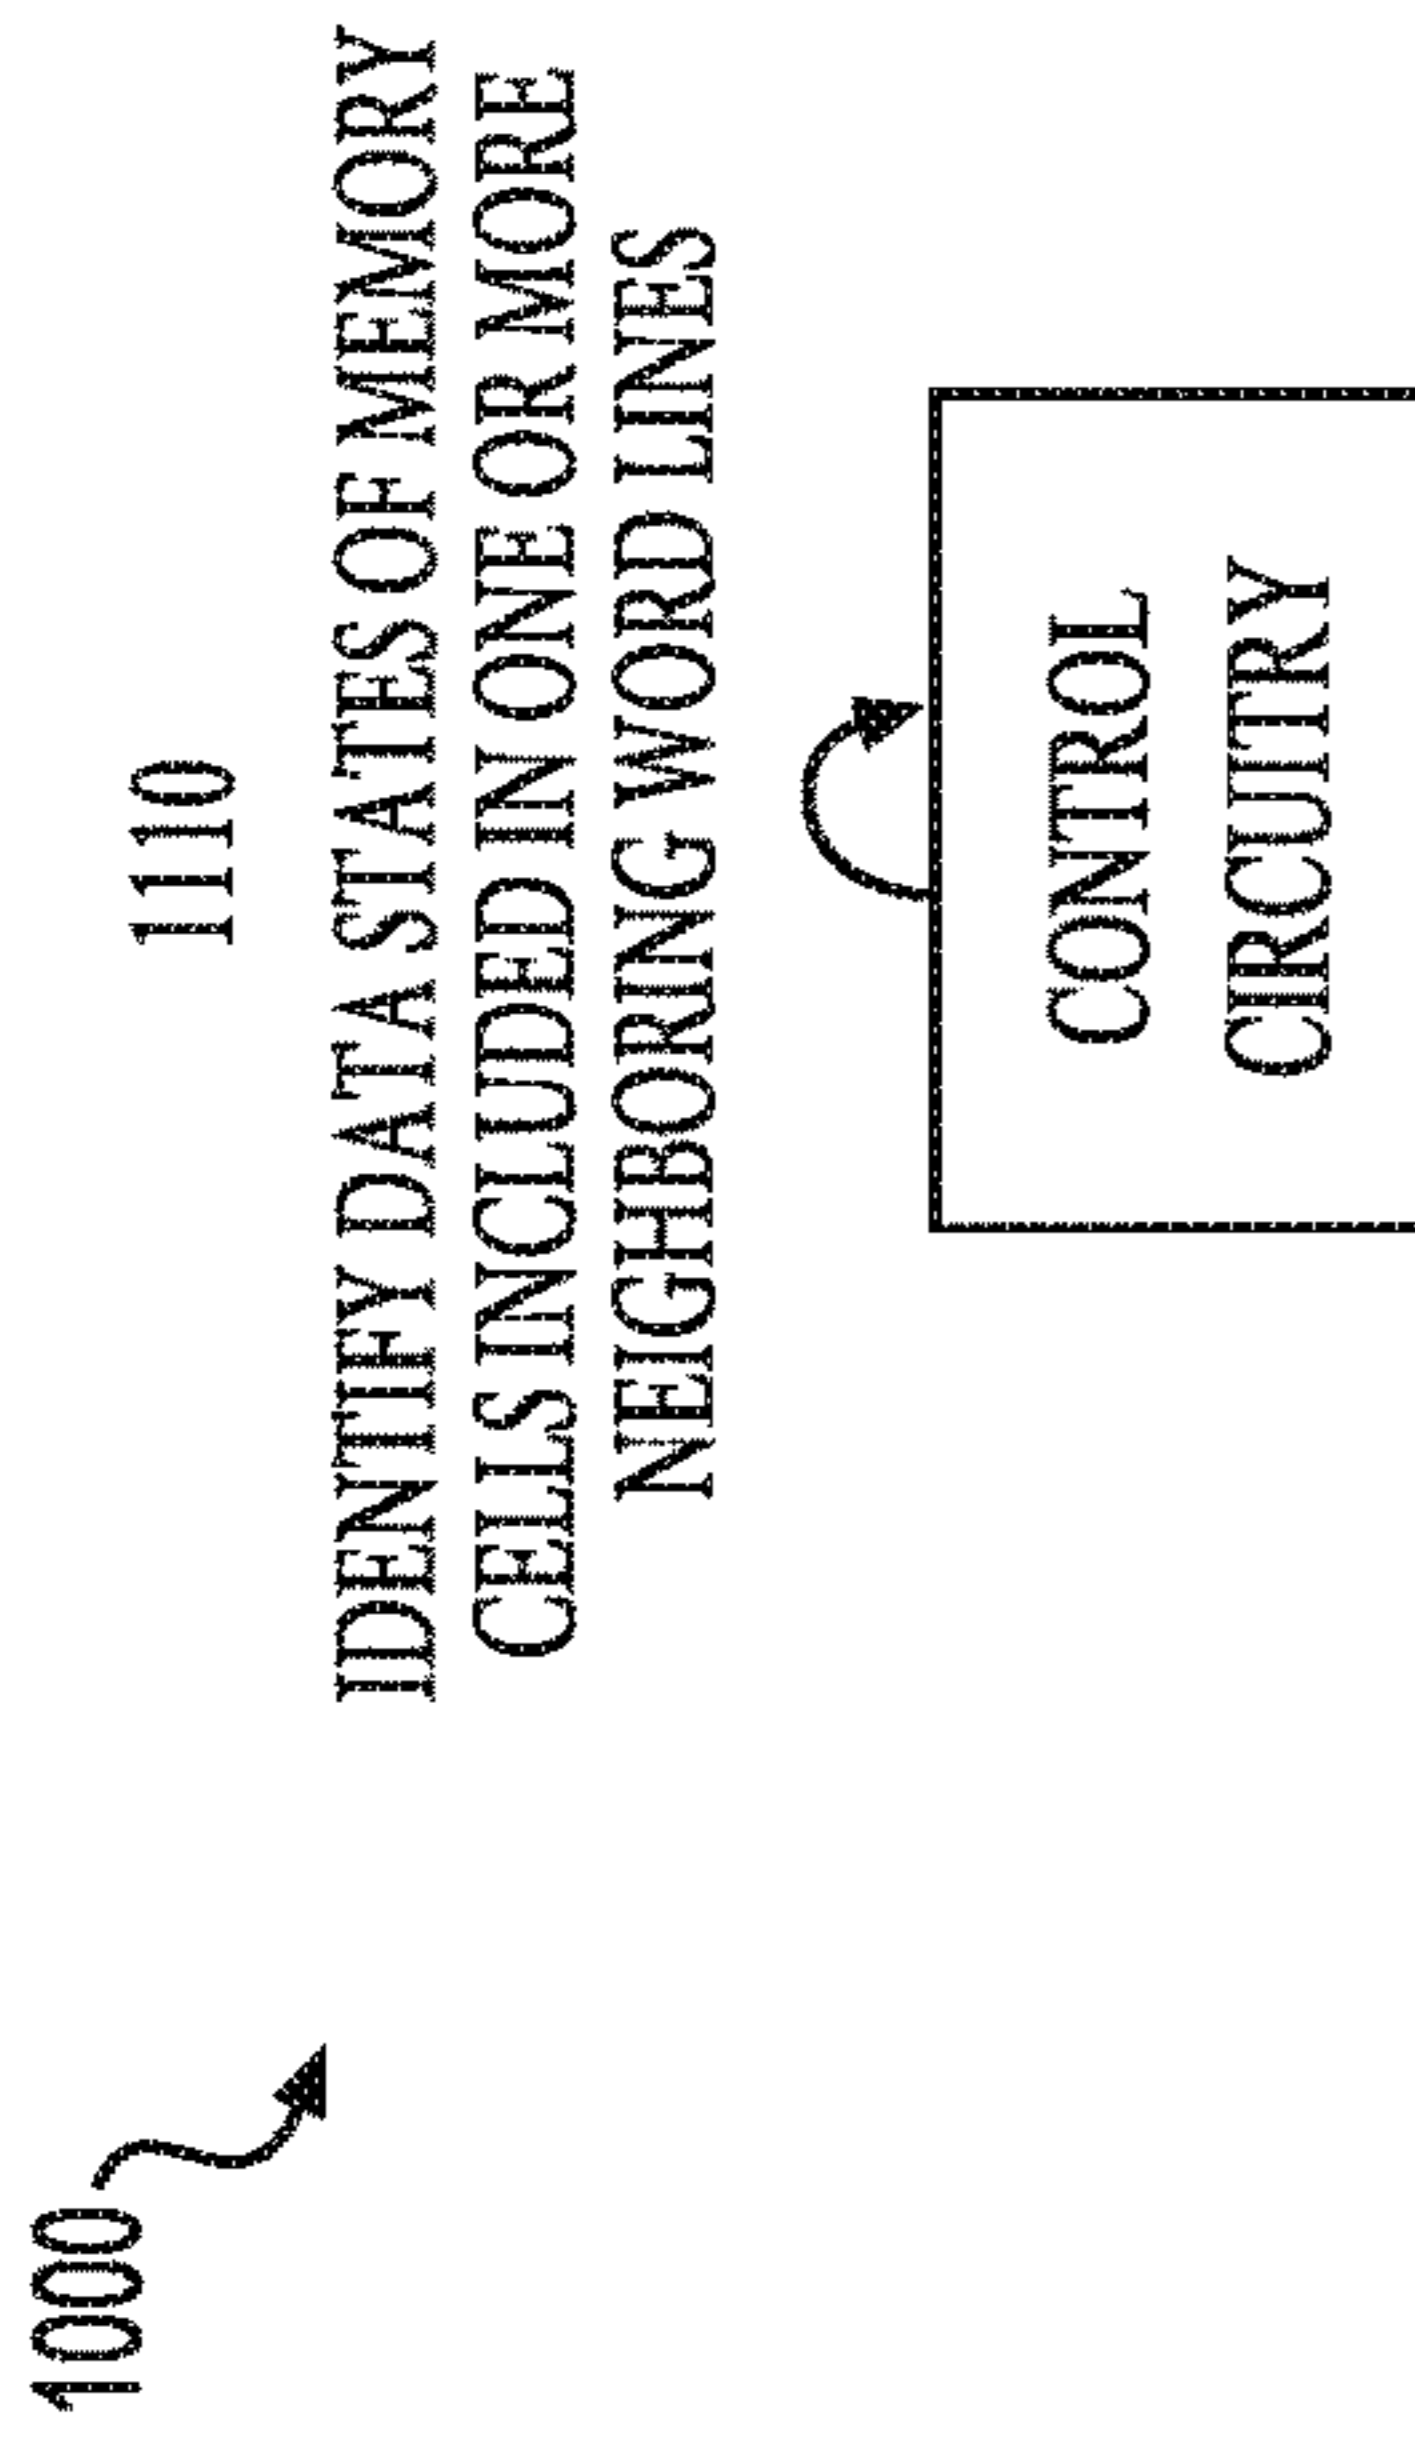 1000
1110
IDENTIFY DATA STATES OF MEMORY
CELLS INCLUDED IN ONE OR MORE
NEIGHBORING WORD LINES
CONTROL
CIRCUITRY